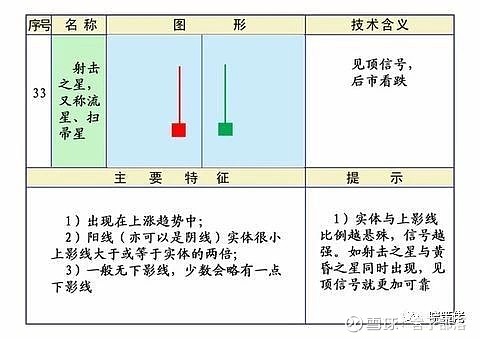 序号 名称 图 形 技术含义
33
射击
之星，
又称流
星、扫
帚星
见顶信号，
后市看跌
主 要 特 征
提 示
1）出现在上涨趋势中；
2）阳线（亦可以是阴线）实体很小
上影线大于或等于实体的两倍；
3）一般无下影线，少数会略有一点
下影线
1）实体与上影线
比例越悬殊，信号越
强。如射击之星与黄
昏之星同时出现，见
顶信号就更加可靠